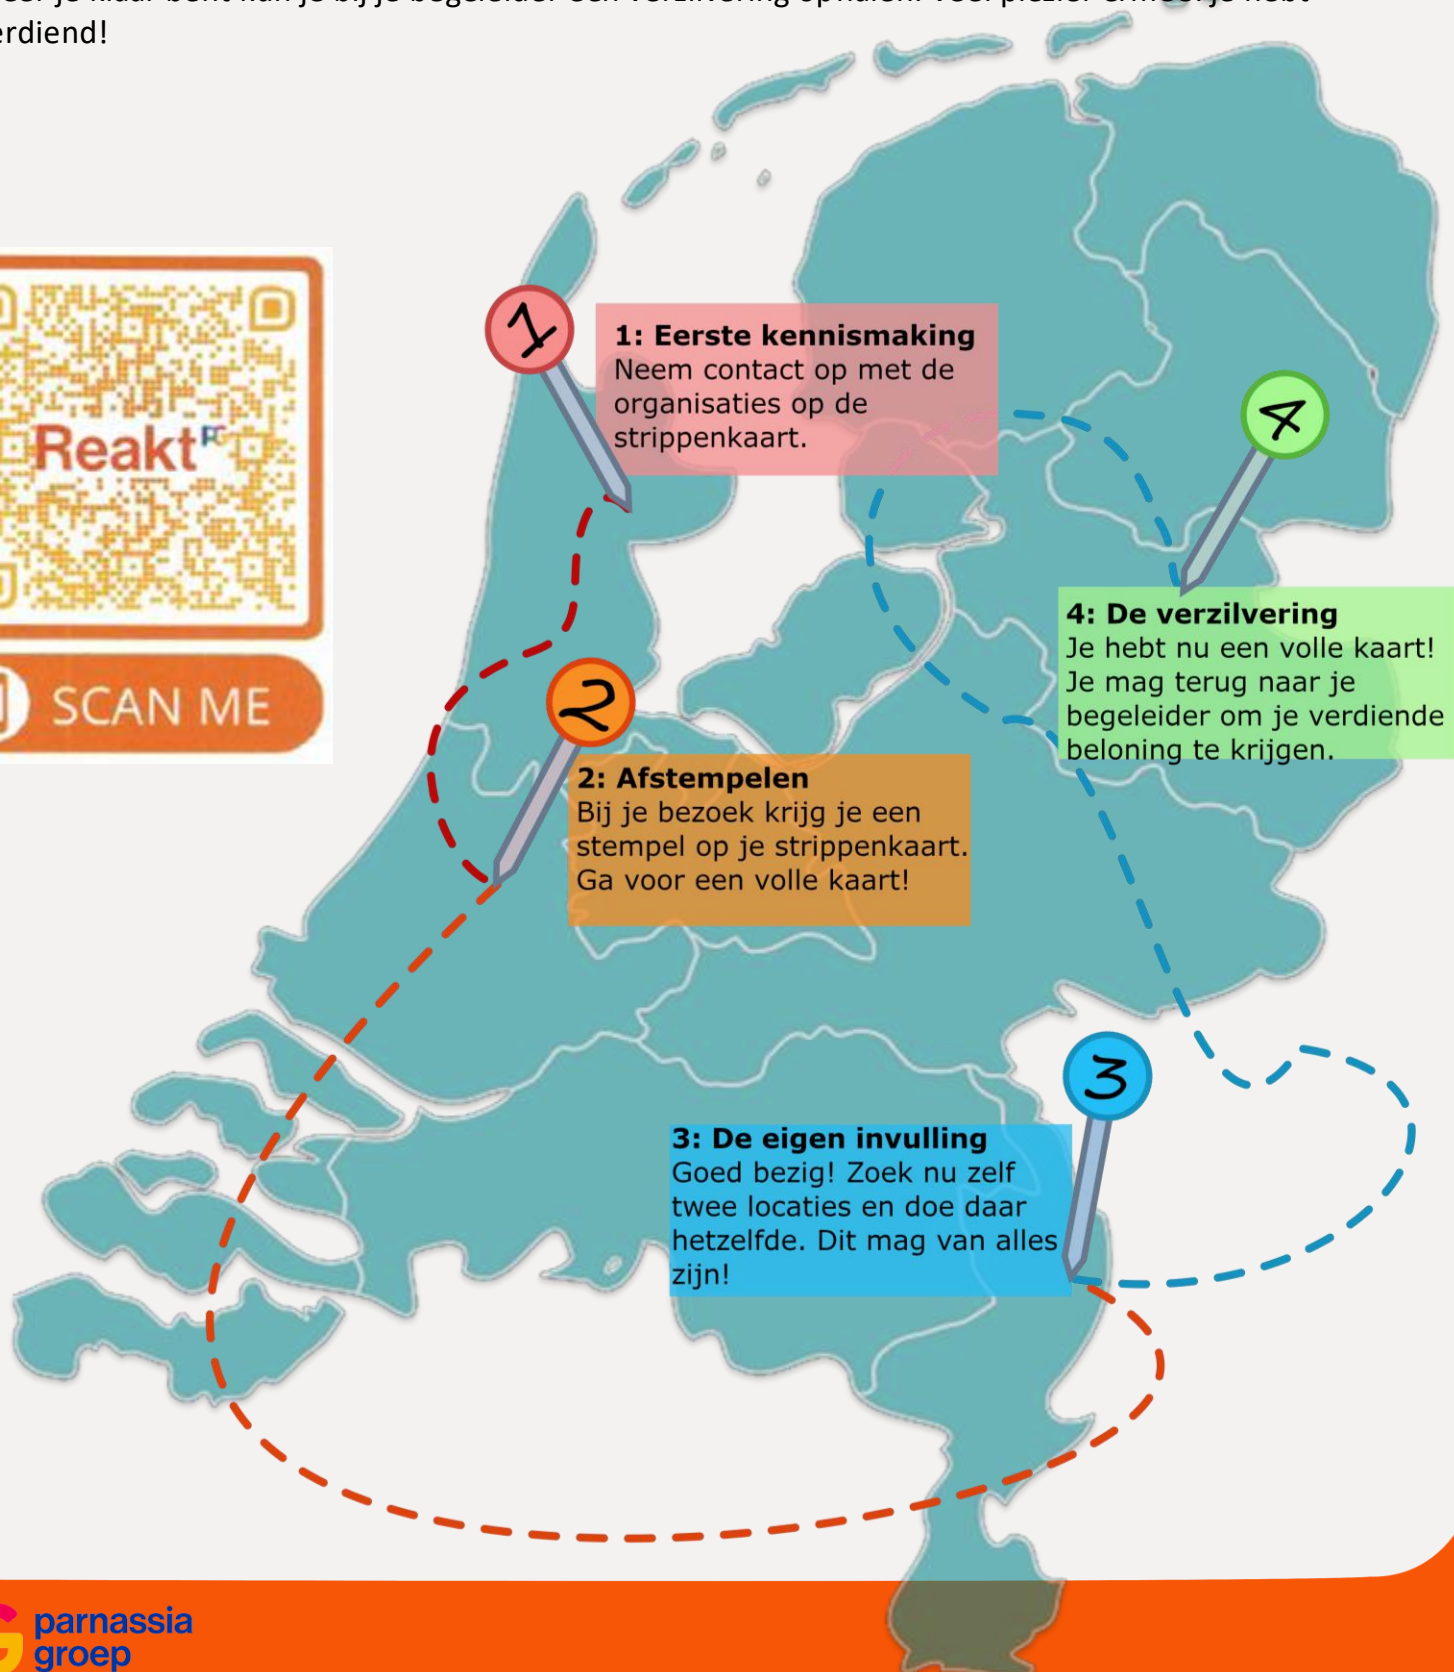 erdiend!
1
1: Eerste kennismaking
Neem contact op met de
organisaties op de
strippenkaart.
Reakt
SCAN ME
4
4: De verzilvering
Je hebt nu een volle kaart!
Je mag terug naar je
begeleider om je verdiende
beloning te krijgen.
2
2: Afstempelen
Bij je bezoek krijg je een
stempel op je strippenkaart.
Ga voor een volle kaart!
3
3: De eigen invulling
Goed bezig! Zoek nu zelf
twee locaties en doe daar
hetzelfde. Dit mag van alles
zijn!
parnassia
groep